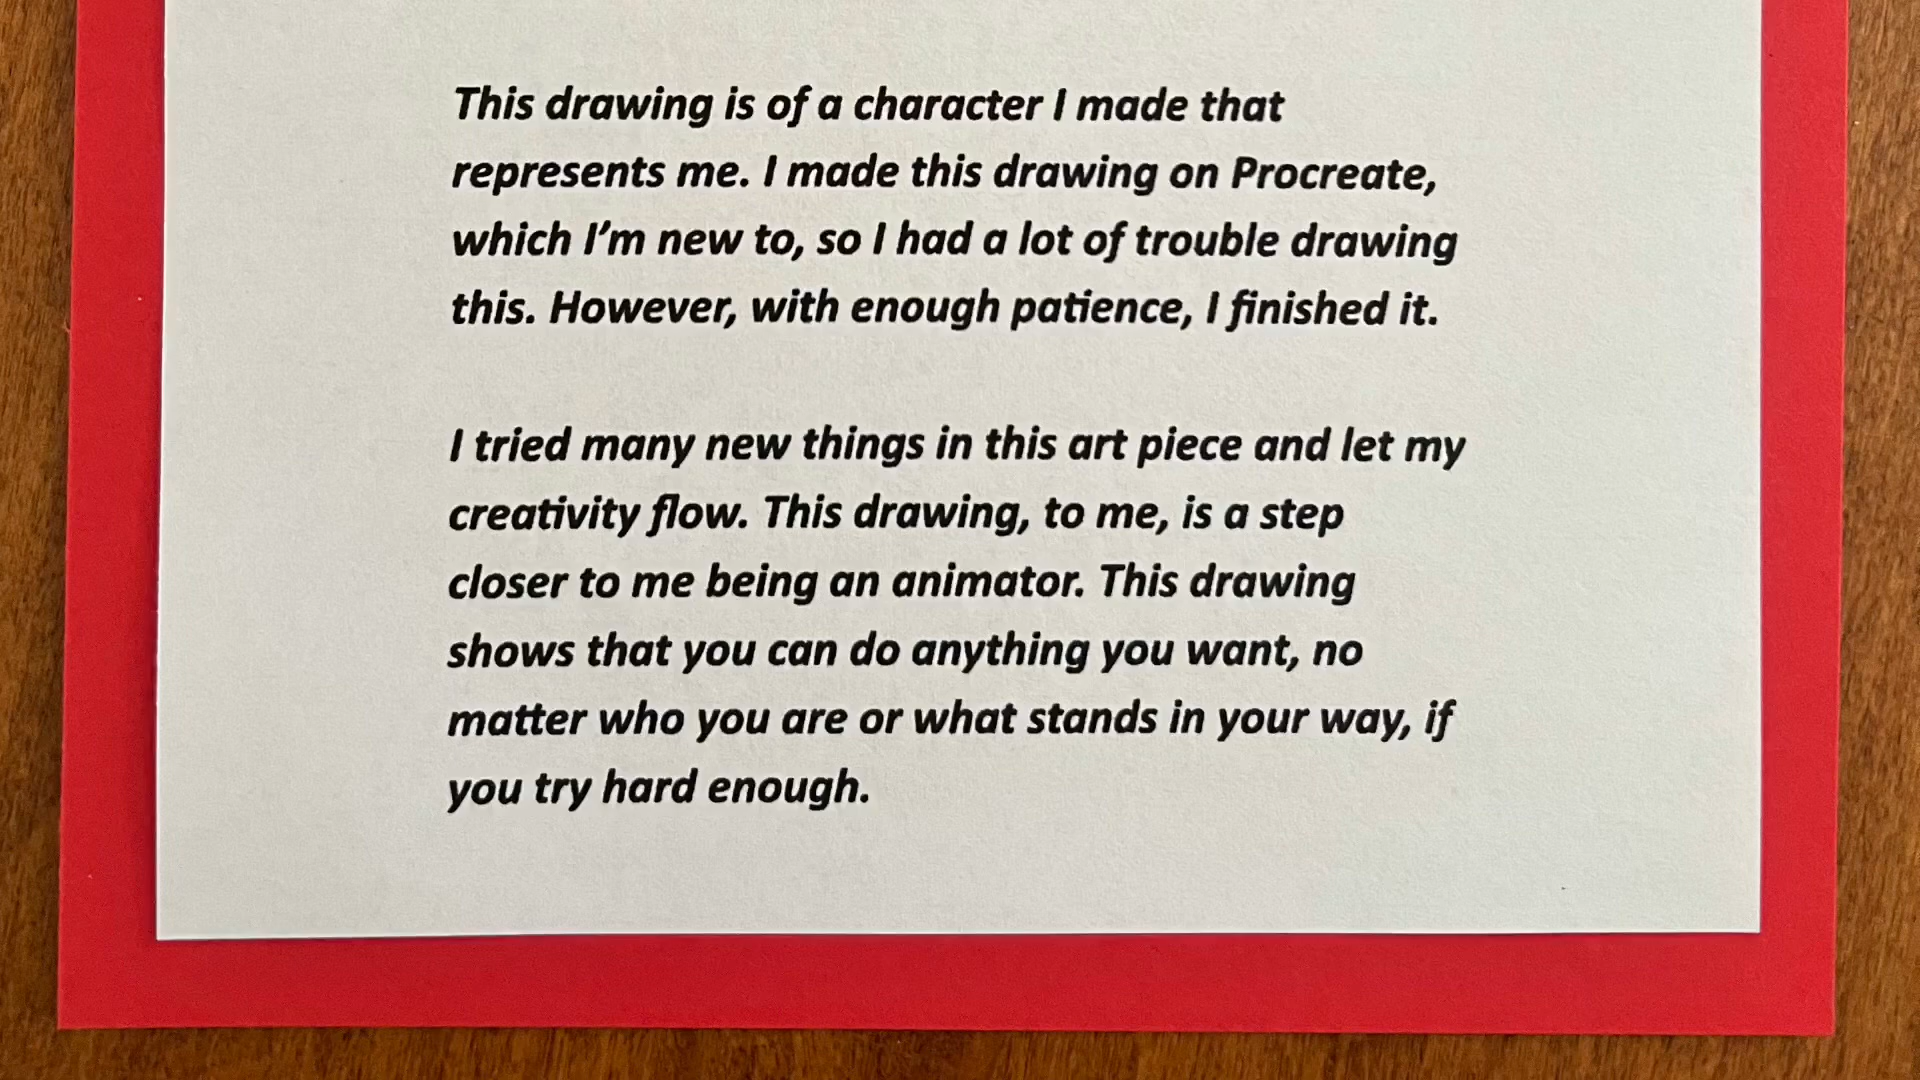 This drawing is of a character I made that
represents me. I made this drawing on Procreate,
which I’m new to, so I had a lot of trouble drawing
this. However, with enough patience, I finished it.
I tried many new things in this art piece and let my
creativity flow. This drawing, to me, is a step
closer to me being an animator. This drawing
shows that you can do anything you want, no
matter who you are or what stands in your way, if
you try hard enough.